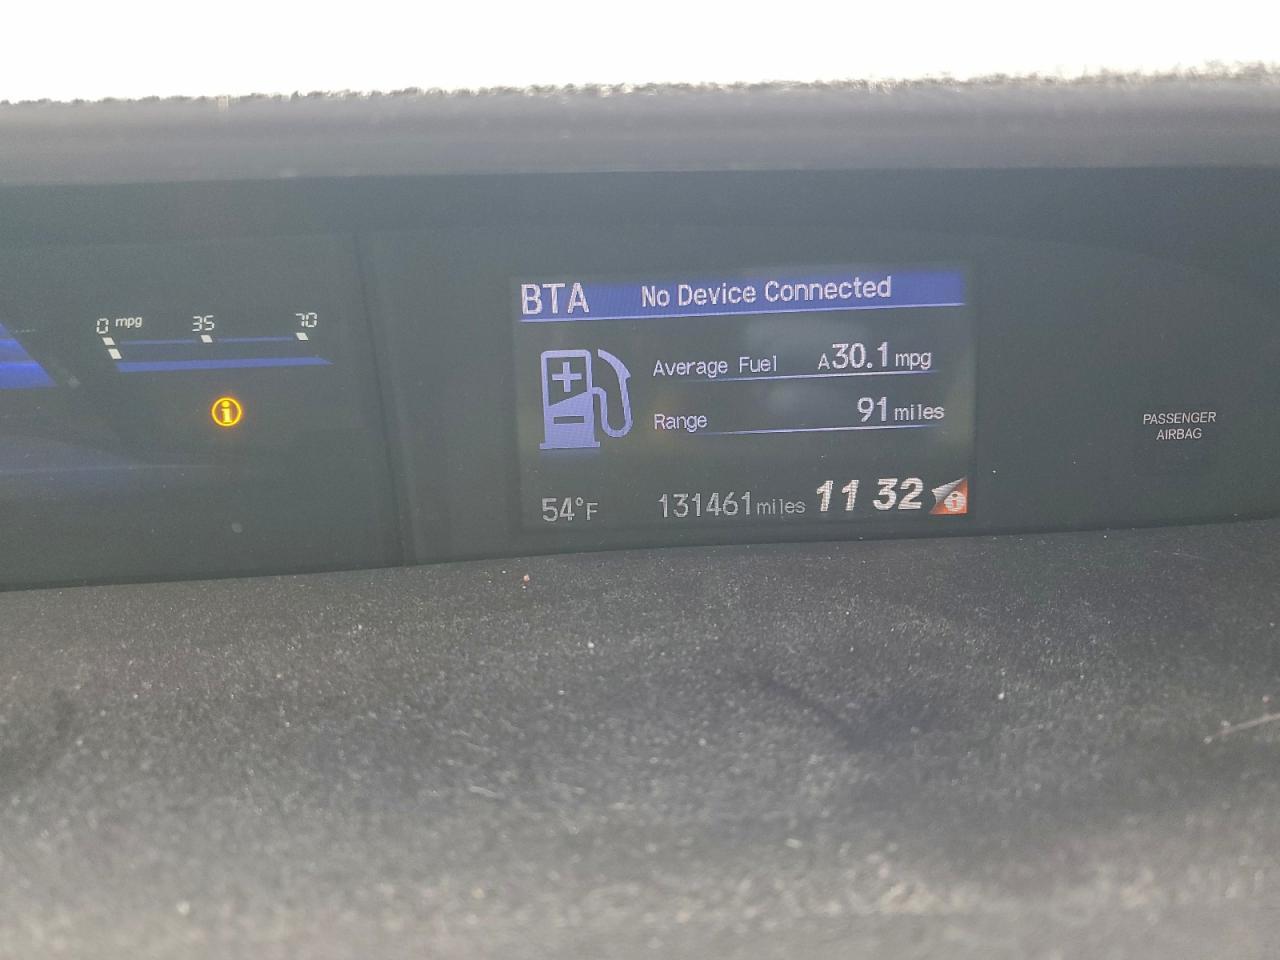 0 mpg 35 70
BTA No Device Connected
Average Fuel A30.1 mpg
Range 91 miles
54°F 131461 miles 11 32
PASSENGER
AIRBAG